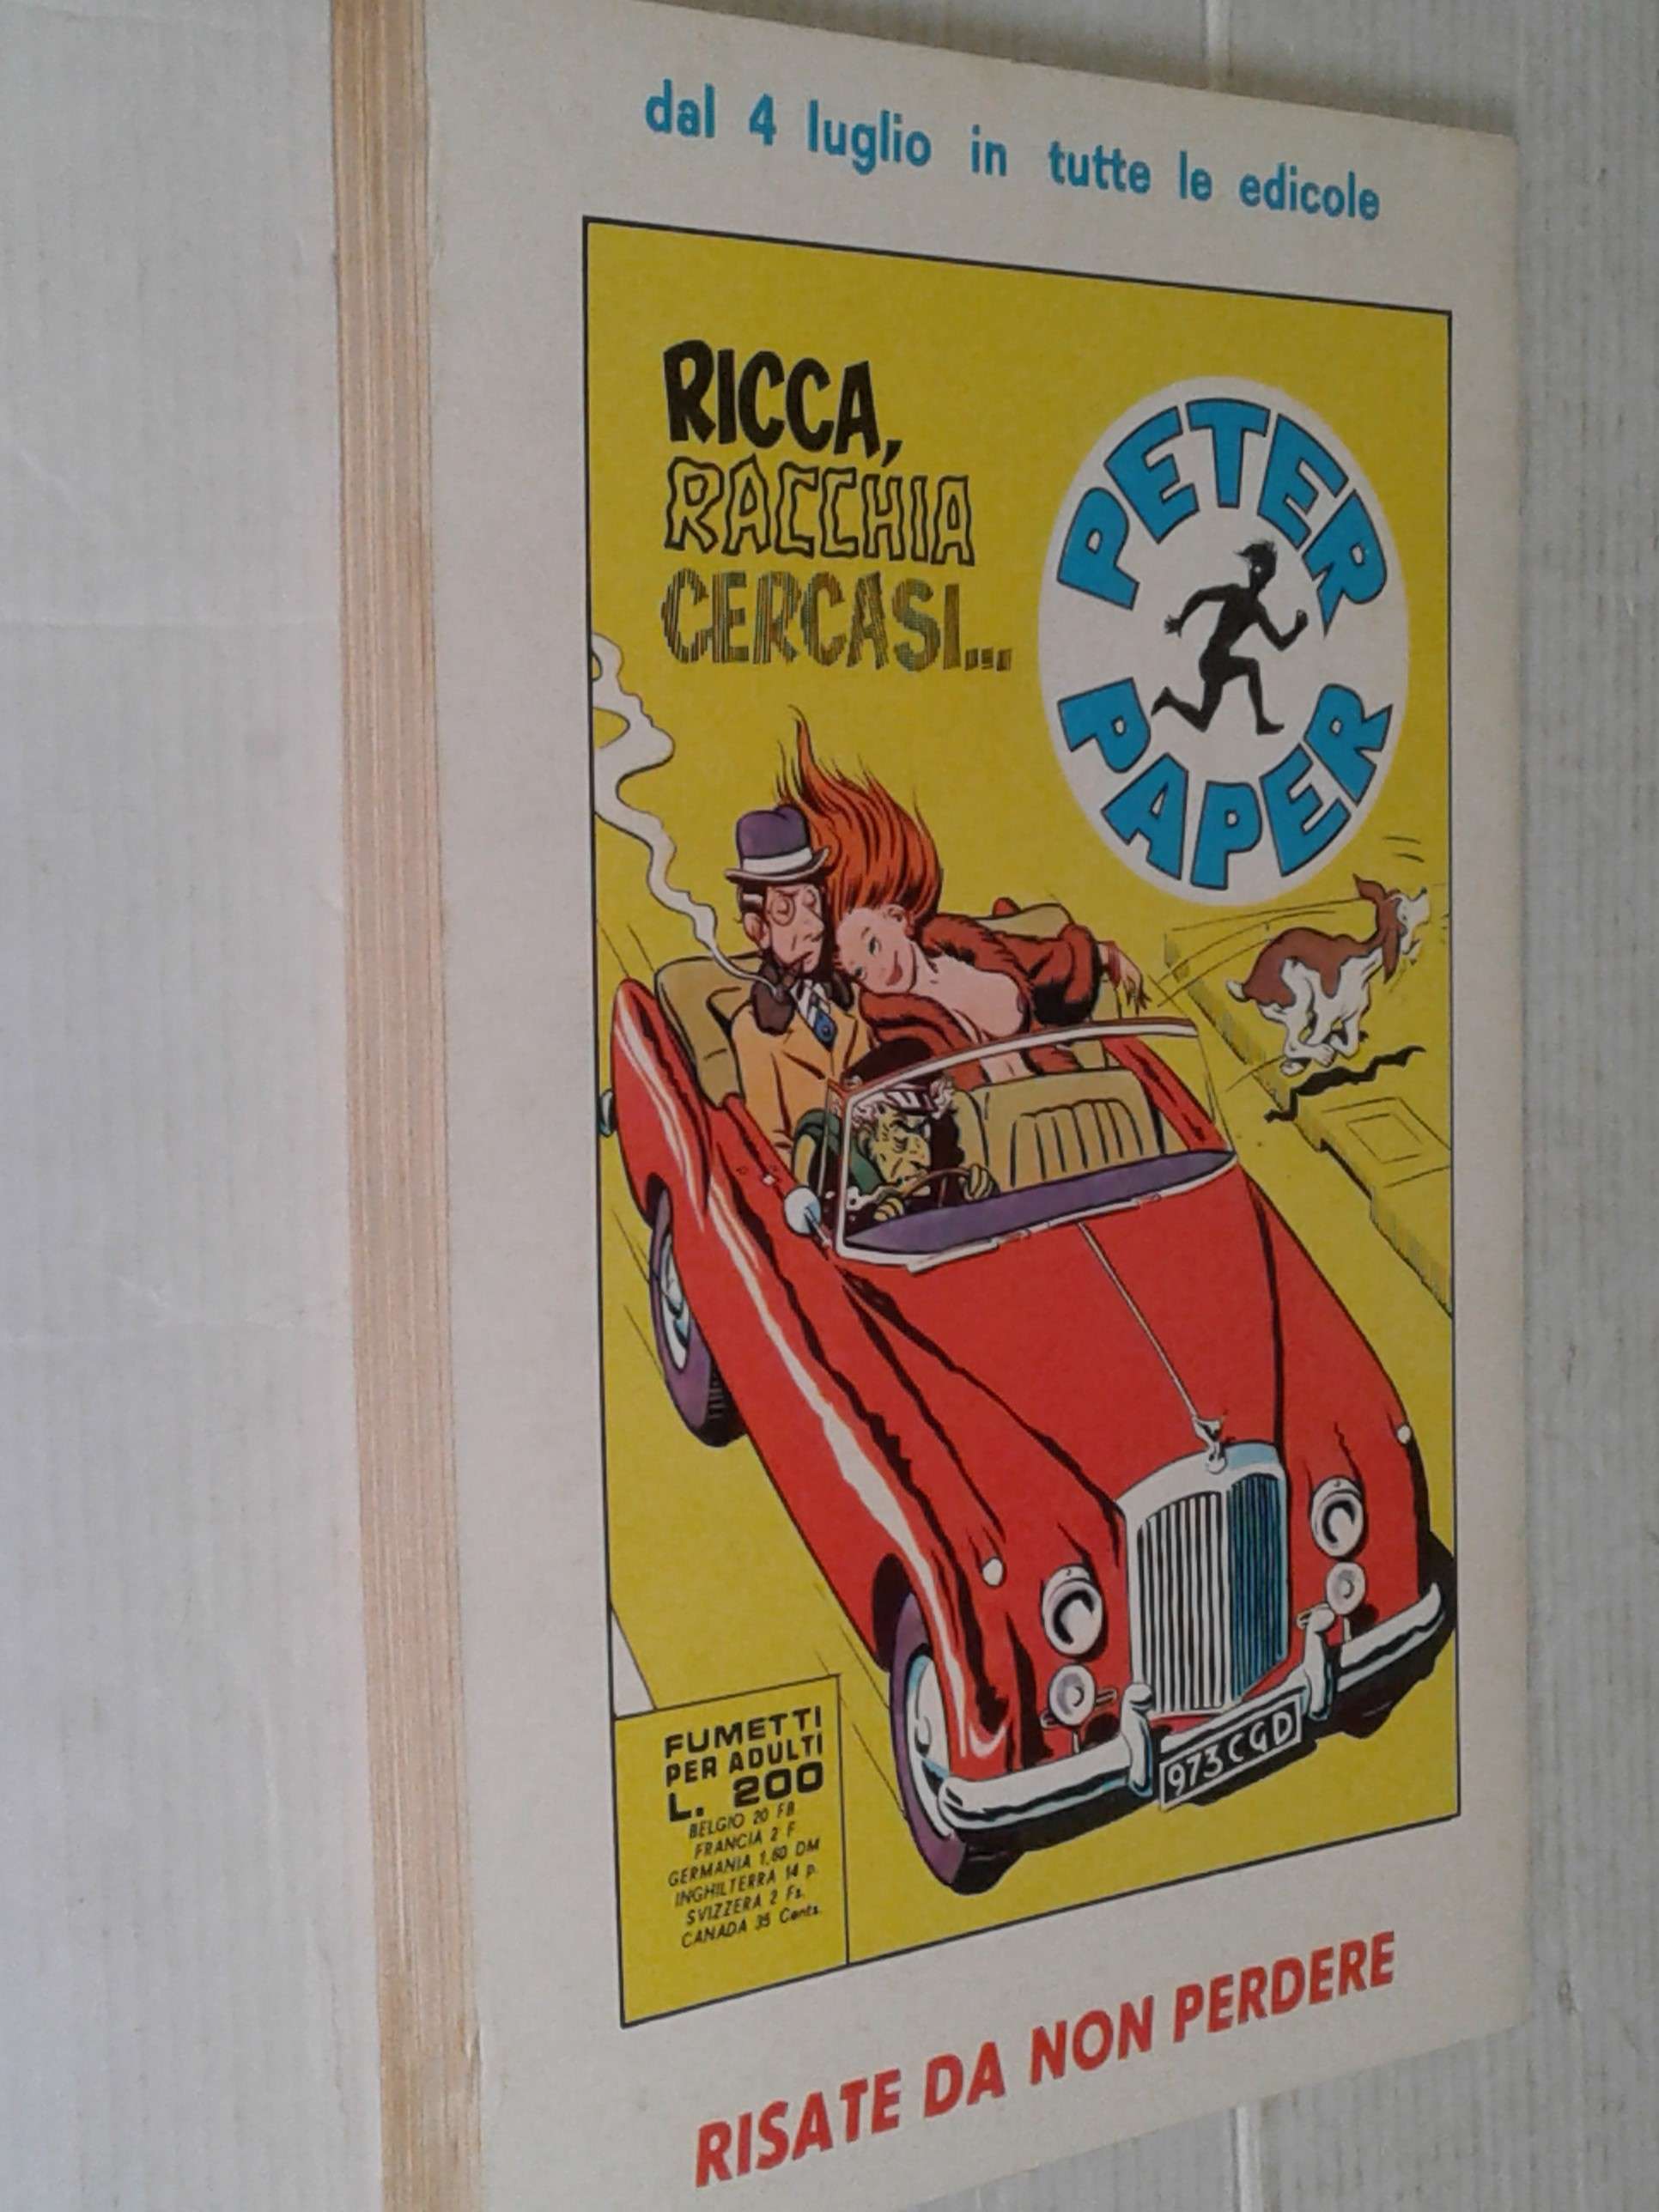 dal 4 luglio in tutte le edicole
RICCA,
RACCHIA
CERCASI...
PETER
PAPER
973 CGD
FUMETTI
PER ADULTI
L. 200
BELGIO 20 FB
FRANCIA 2 F
GERMANIA 1,60 DM
INGHILTERRA 14 p.
SVIZZERA 2 Fs.
CANADA 35 Cents.
RISATE DA NON PERDERE